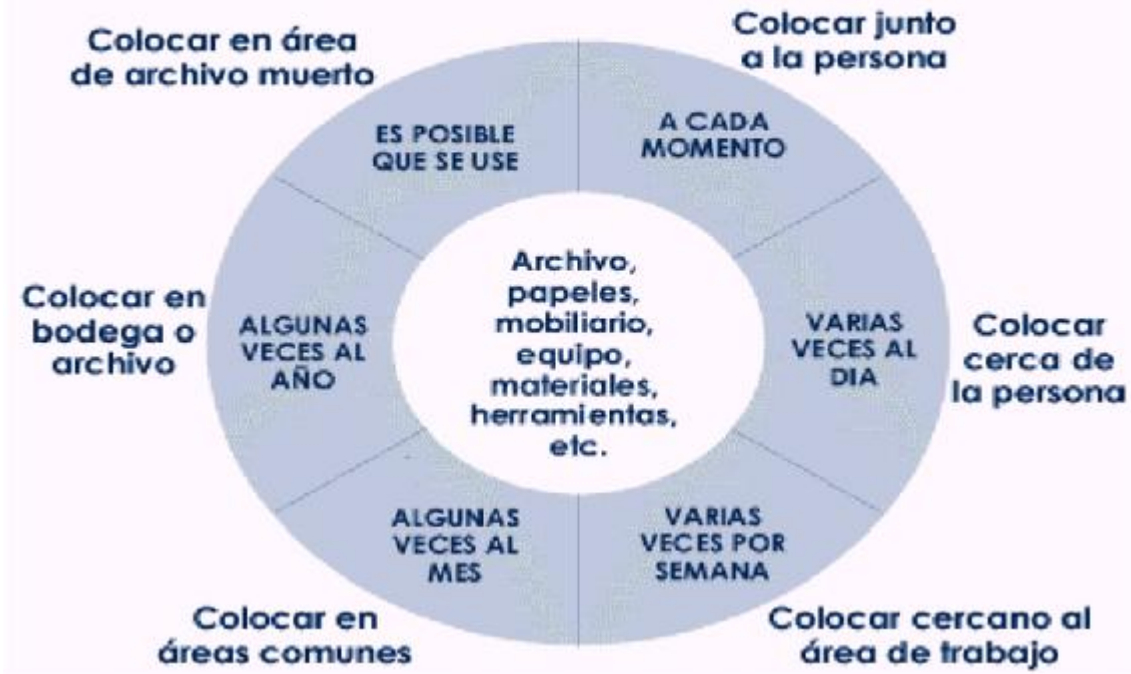 Colocar en área
de archivo muerto
Colocar junto
a la persona
ES POSIBLE
QUE SE USE
A CADA
MOMENTO
Archivo,
papeles,
mobiliario,
equipo,
materiales,
herramientas,
etc.
Colocar en
bodega o
archivo
ALGUNAS
VECES AL
AÑO
VARIAS
VECES AL
DIA
Colocar
cerca de
la persona
ALGUNAS
VECES AL
MES
VARIAS
VECES POR
SEMANA
Colocar en
áreas comunes
Colocar cercano al
área de trabajo